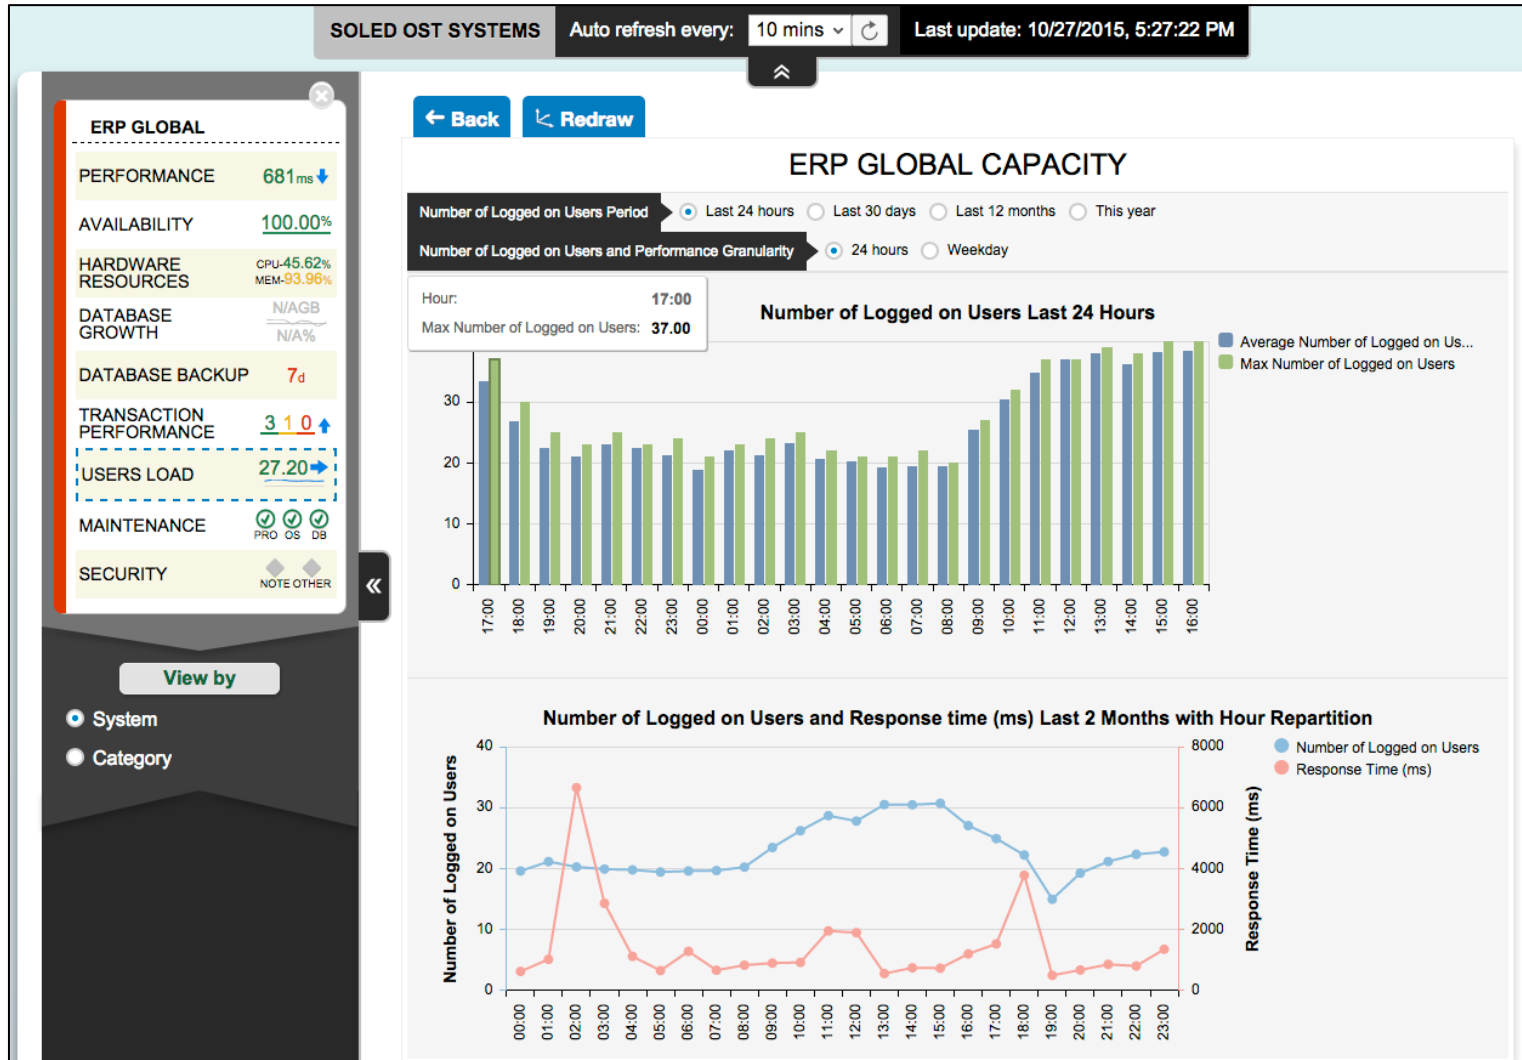 SOLED OST SYSTEMS Auto refresh every: 10 mins Last update: 10/27/2015, 5:27:22 PM
ERP GLOBAL
PERFORMANCE 681ms
AVAILABILITY 100.00%
HARDWARE RESOURCES CPU-45.62% MEM-93.96%
DATABASE GROWTH N/AGB N/A%
DATABASE BACKUP 7d
TRANSACTION PERFORMANCE 3 1 0
USERS LOAD 27.20
MAINTENANCE PRO OS DB
SECURITY NOTE OTHER
View by
System
Category
Back Redraw
ERP GLOBAL CAPACITY
Number of Logged on Users Period Last 24 hours Last 30 days Last 12 months This year
Number of Logged on Users and Performance Granularity 24 hours Weekday
Hour: 17:00
Max Number of Logged on Users: 37.00
Number of Logged on Users Last 24 Hours
Average Number of Logged on Us...
Max Number of Logged on Users
30
20
10
0
17:00 18:00 19:00 20:00 21:00 22:00 23:00 00:00 01:00 02:00 03:00 04:00 05:00 06:00 07:00 08:00 09:00 10:00 11:00 12:00 13:00 14:00 15:00 16:00
Number of Logged on Users and Response time (ms) Last 2 Months with Hour Repartition
Number of Logged on Users
Response Time (ms)
Number of Logged on Users
40
30
20
10
0
8000
6000
4000
2000
0
Response Time (ms)
00:00 01:00 02:00 03:00 04:00 05:00 06:00 07:00 08:00 09:00 10:00 11:00 12:00 13:00 14:00 15:00 16:00 17:00 18:00 19:00 20:00 21:00 22:00 23:00